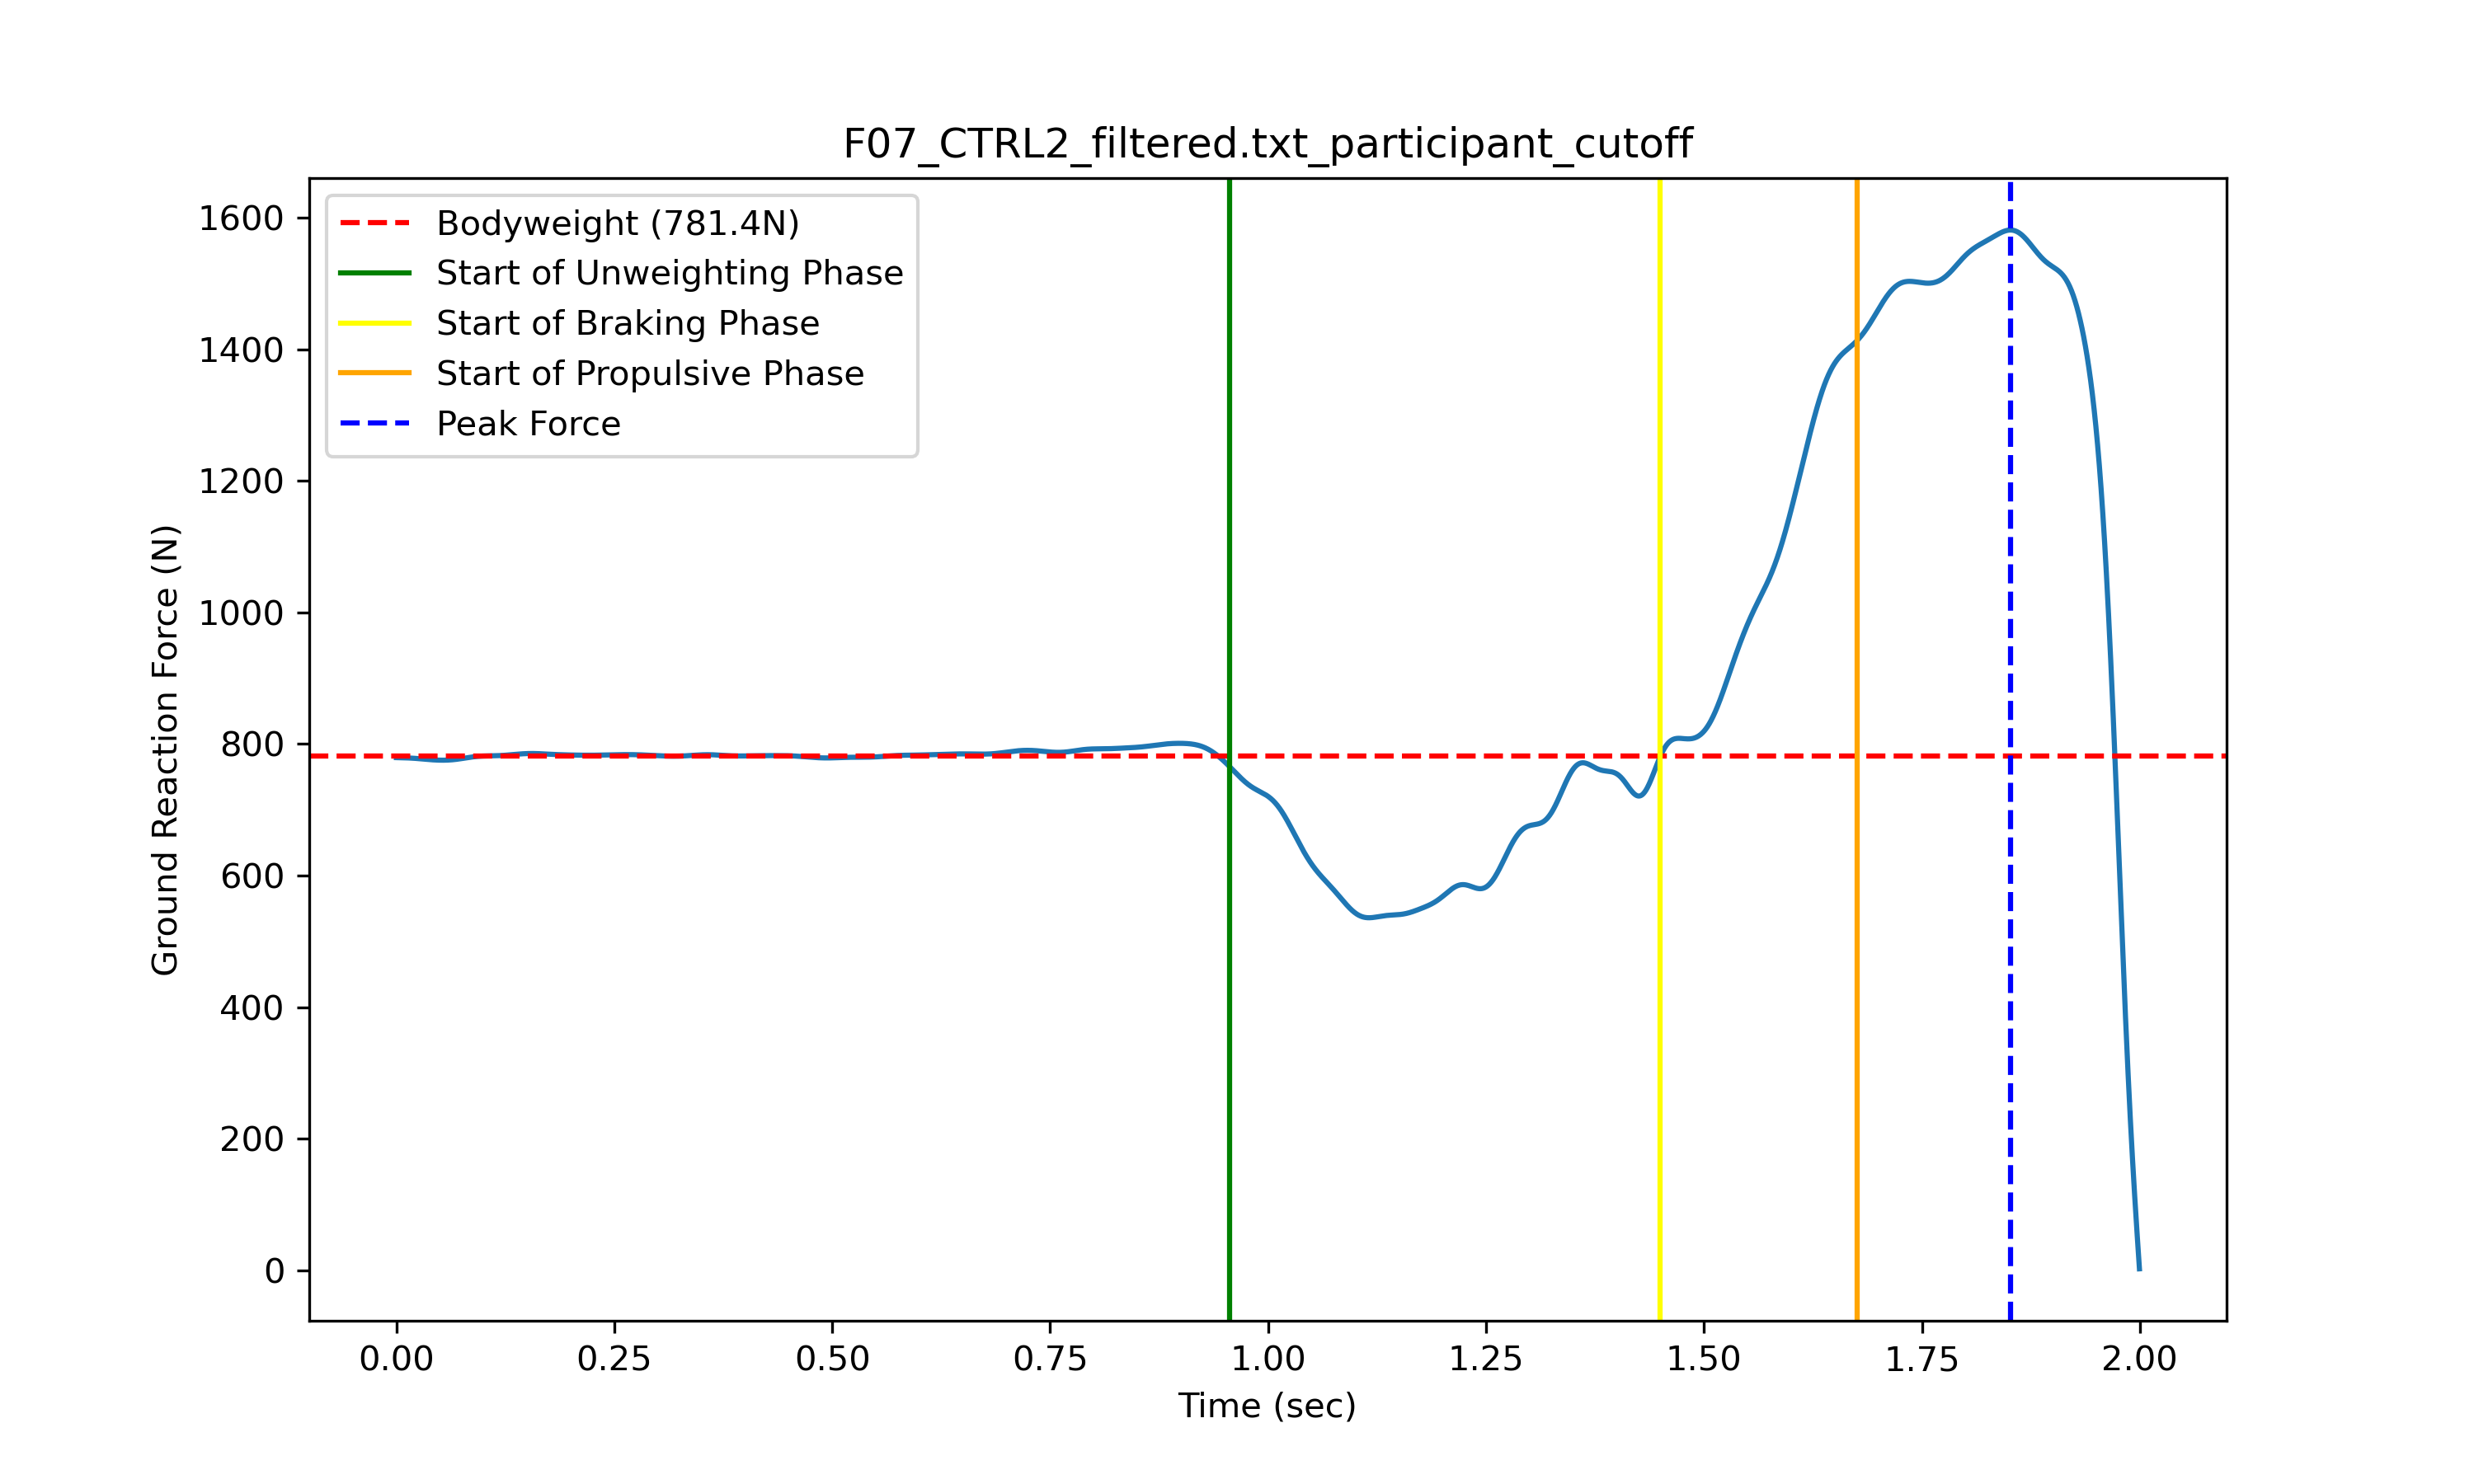 F07_CTRL2_filtered.txt_participant_cutoff
Bodyweight (781.4N)
Start of Unweighting Phase
Start of Braking Phase
Start of Propulsive Phase
Peak Force
Ground Reaction Force (N)
1600
1400
1200
1000
800
600
400
200
0
0.00 0.25 0.50 0.75 1.00 1.25 1.50 1.75 2.00
Time (sec)